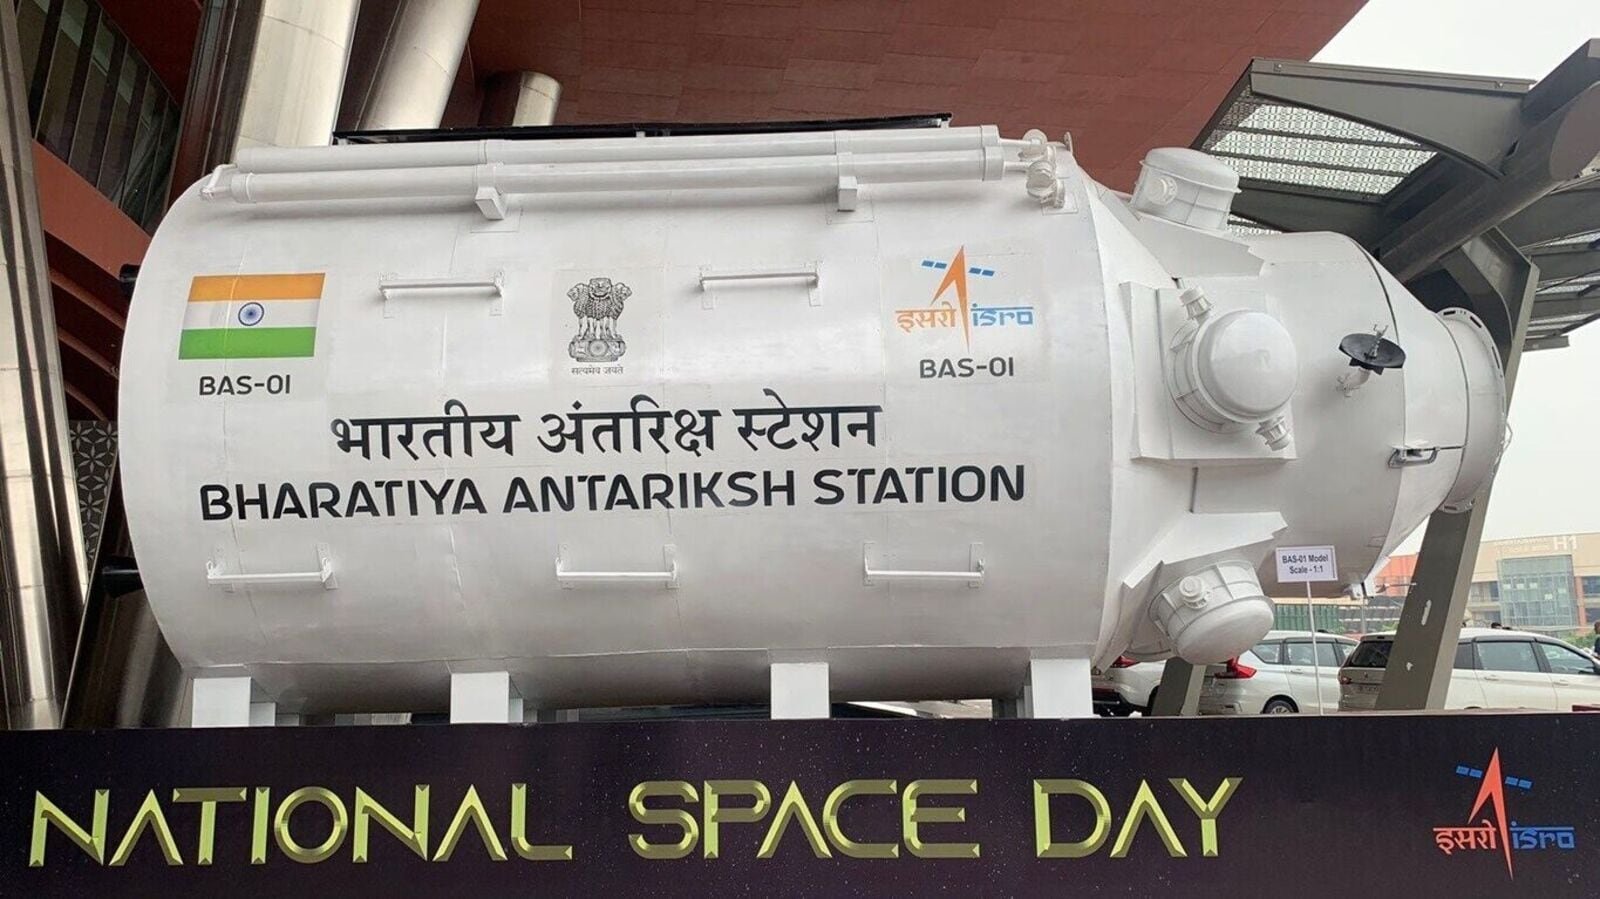 BAS-01
सत्यमेव जयते
इसरो isro
BAS-01
भारतीय अंतरिक्ष स्टेशन
BHARATIYA ANTARIKSH STATION
BAS-01 Model
Scale - 1:1
H1
NATIONAL SPACE DAY
इसरो isro